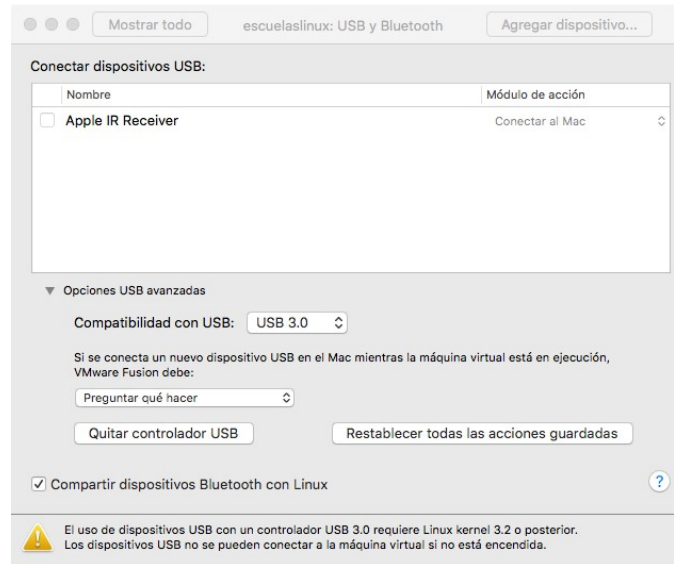 Mostrar todo
escuelaslinux: USB y Bluetooth
Agregar dispositivo...
Conectar dispositivos USB:
Nombre
Módulo de acción
Apple IR Receiver
Conectar al Mac
Opciones USB avanzadas
Compatibilidad con USB:
USB 3.0
Si se conecta un nuevo dispositivo USB en el Mac mientras la máquina virtual está en ejecución,
VMware Fusion debe:
Preguntar qué hacer
Quitar controlador USB
Restablecer todas las acciones guardadas
Compartir dispositivos Bluetooth con Linux
?
El uso de dispositivos USB con un controlador USB 3.0 requiere Linux kernel 3.2 o posterior.
Los dispositivos USB no se pueden conectar a la máquina virtual si no está encendida.